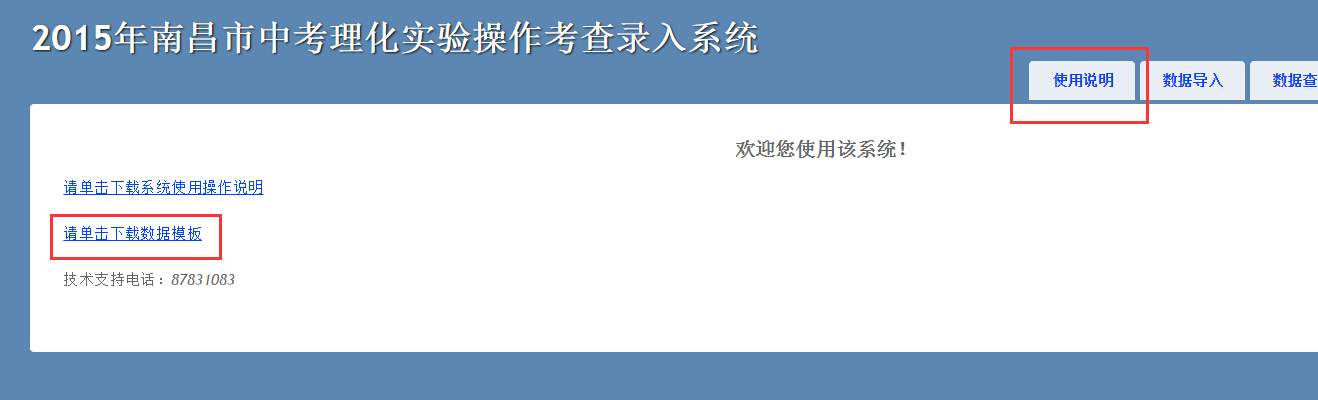 2015年南昌市中考理化实验操作考查录入系统
使用说明 数据导入 数据查
欢迎您使用该系统！
请单击下载系统使用操作说明
请单击下载数据模板
技术支持电话：87831083